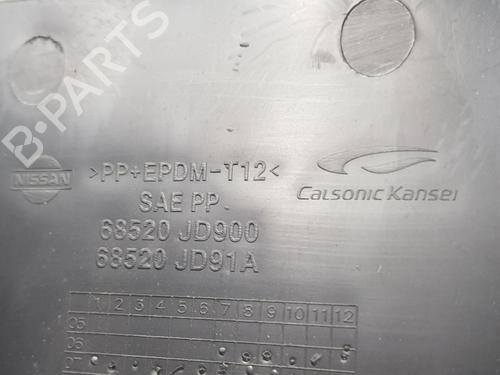 B-PARTS
NISSAN
>PP+EPDM-T12<
SAE PP
68520 JD900
68520 JD91A
Calsonic Kansei
1 2 3 4 5 6 7 8 9 10 11 12
05
06
07